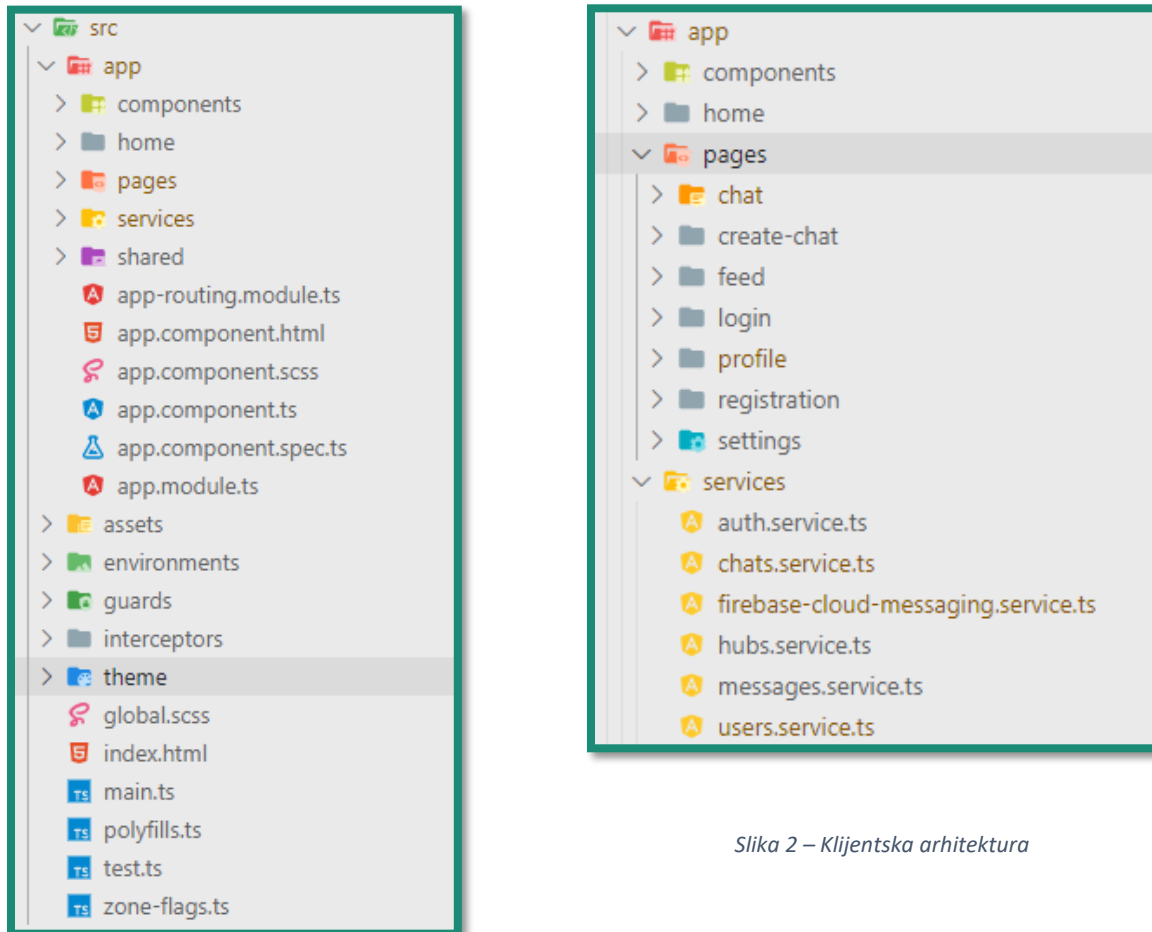 src
app
components
home
pages
services
shared
app-routing.module.ts
app.component.html
app.component.scss
app.component.ts
app.component.spec.ts
app.module.ts
assets
environments
guards
interceptors
theme
global.scss
index.html
main.ts
polyfills.ts
test.ts
zone-flags.ts
app
components
home
pages
chat
create-chat
feed
login
profile
registration
settings
services
auth.service.ts
chats.service.ts
firebase-cloud-messaging.service.ts
hubs.service.ts
messages.service.ts
users.service.ts
Slika 2 – Klijentska arhitektura